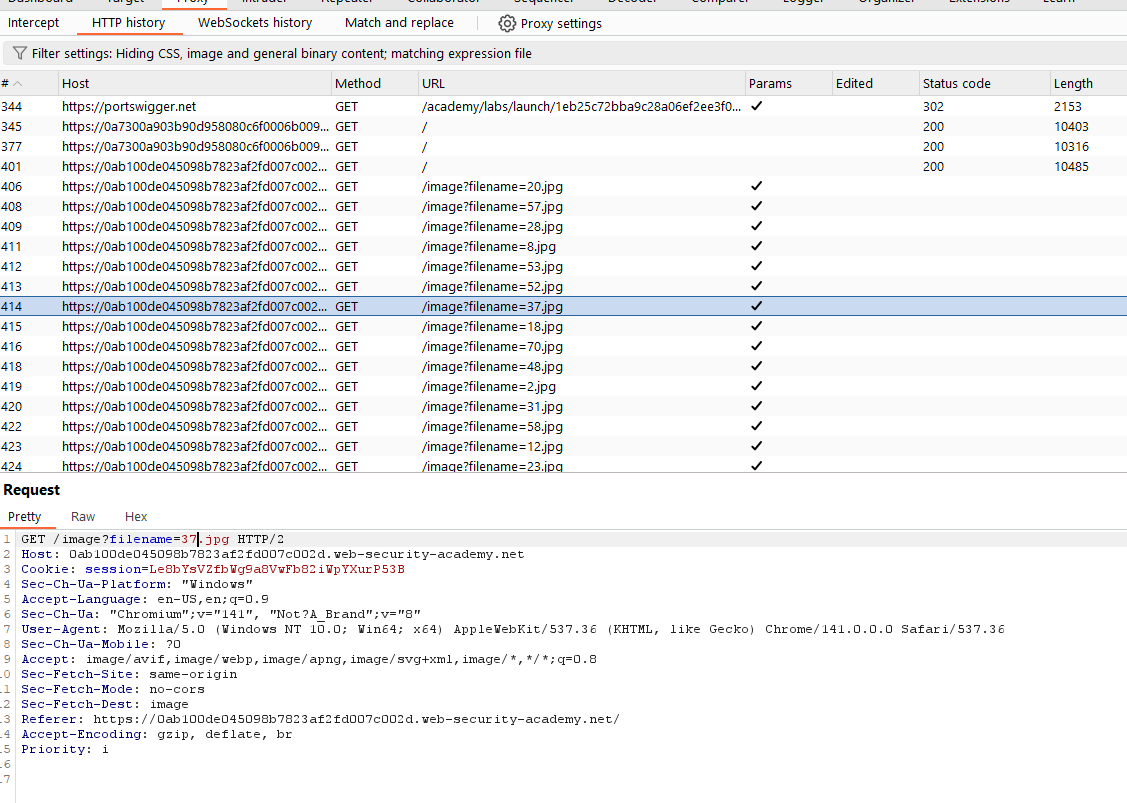 Dashboard Target Proxy Intruder Repeater Collaborator Sequencer Decoder Comparer Logger Organizer Extensions Learn
Intercept HTTP history WebSockets history Match and replace Proxy settings
Filter settings: Hiding CSS, image and general binary content; matching expression file
# Host Method URL Params Edited Status code Length
344 https://portswigger.net GET /academy/labs/launch/1eb25c72bba9c28a06ef2ee3f0... ✓ 302 2153
345 https://0a7300a903b90d958080c6f0006b009... GET / 200 10403
377 https://0a7300a903b90d958080c6f0006b009... GET / 200 10316
401 https://0ab100de045098b7823af2fd007c002... GET / 200 10485
406 https://0ab100de045098b7823af2fd007c002... GET /image?filename=20.jpg ✓
408 https://0ab100de045098b7823af2fd007c002... GET /image?filename=57.jpg ✓
409 https://0ab100de045098b7823af2fd007c002... GET /image?filename=28.jpg ✓
411 https://0ab100de045098b7823af2fd007c002... GET /image?filename=8.jpg ✓
412 https://0ab100de045098b7823af2fd007c002... GET /image?filename=53.jpg ✓
413 https://0ab100de045098b7823af2fd007c002... GET /image?filename=52.jpg ✓
414 https://0ab100de045098b7823af2fd007c002... GET /image?filename=37.jpg ✓
415 https://0ab100de045098b7823af2fd007c002... GET /image?filename=18.jpg ✓
416 https://0ab100de045098b7823af2fd007c002... GET /image?filename=70.jpg ✓
418 https://0ab100de045098b7823af2fd007c002... GET /image?filename=48.jpg ✓
419 https://0ab100de045098b7823af2fd007c002... GET /image?filename=2.jpg ✓
420 https://0ab100de045098b7823af2fd007c002... GET /image?filename=31.jpg ✓
422 https://0ab100de045098b7823af2fd007c002... GET /image?filename=58.jpg ✓
423 https://0ab100de045098b7823af2fd007c002... GET /image?filename=12.jpg ✓
424 https://0ab100de045098b7823af2fd007c002... GET /image?filename=23.jpg ✓
Request
Pretty Raw Hex
1 GET /image?filename=37.jpg HTTP/2
2 Host: 0ab100de045098b7823af2fd007c002d.web-security-academy.net
3 Cookie: session=Le8bYsVZfbWg9a8VwFb82iWpYXurP53B
4 Sec-Ch-Ua-Platform: "Windows"
5 Accept-Language: en-US,en;q=0.9
6 Sec-Ch-Ua: "Chromium";v="141", "Not?A_Brand";v="8"
7 User-Agent: Mozilla/5.0 (Windows NT 10.0; Win64; x64) AppleWebKit/537.36 (KHTML, like Gecko) Chrome/141.0.0.0 Safari/537.36
8 Sec-Ch-Ua-Mobile: ?0
9 Accept: image/avif,image/webp,image/apng,image/svg+xml,image/*,*/*;q=0.8
10 Sec-Fetch-Site: same-origin
11 Sec-Fetch-Mode: no-cors
12 Sec-Fetch-Dest: image
13 Referer: https://0ab100de045098b7823af2fd007c002d.web-security-academy.net/
14 Accept-Encoding: gzip, deflate, br
15 Priority: i
16
17